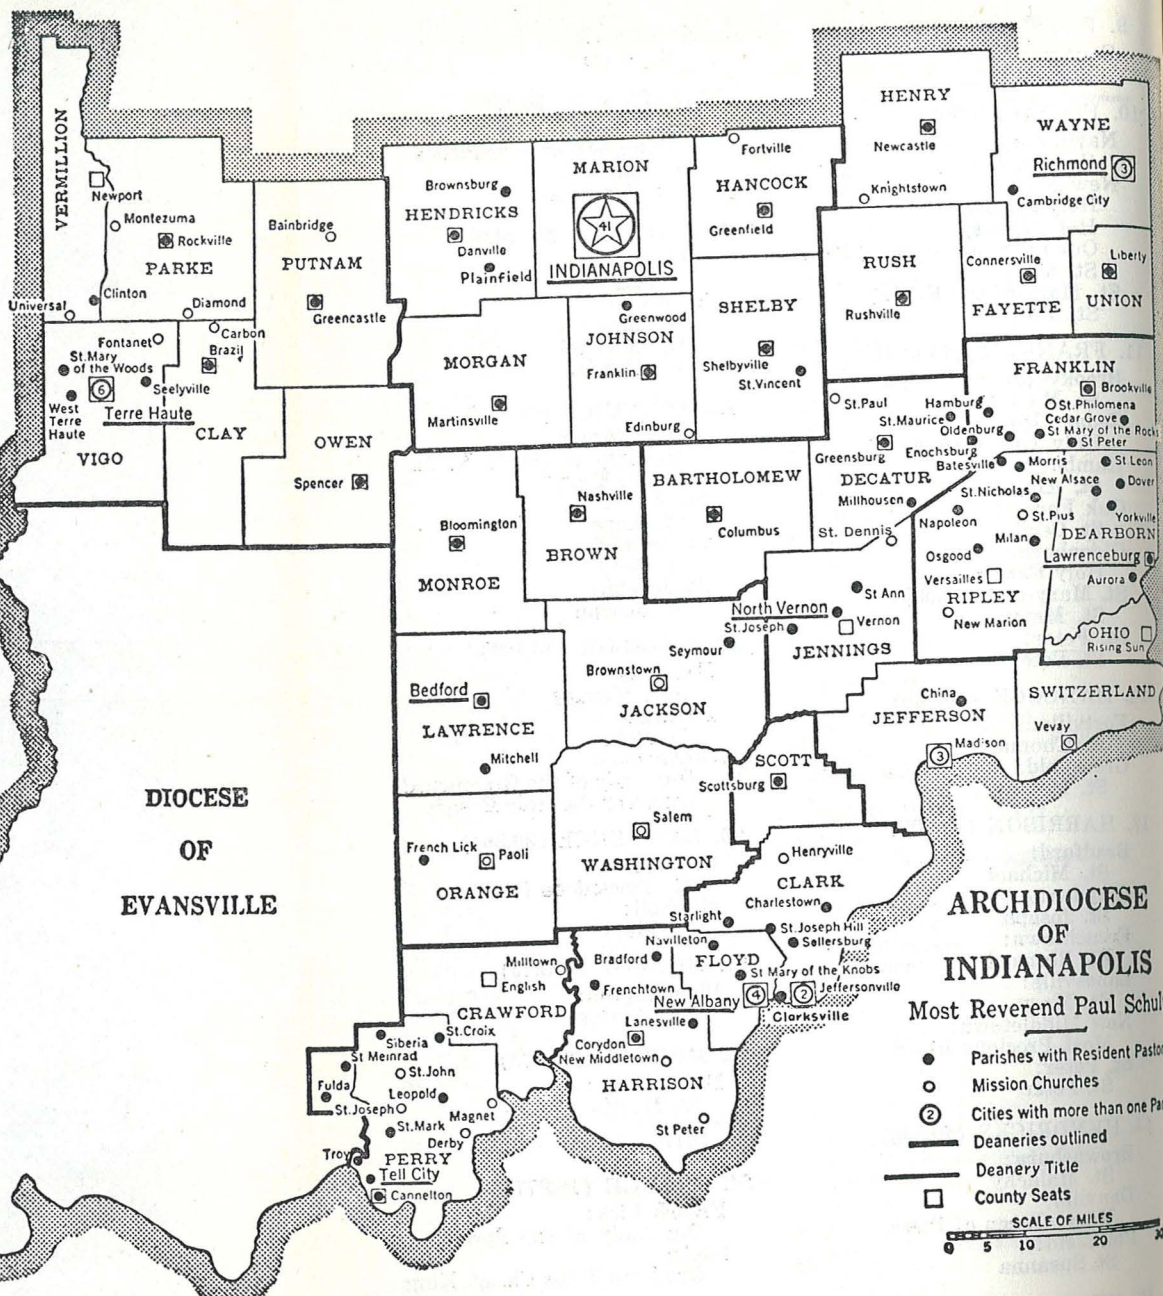 VERMILLION
Newport
Montezuma
Rockville
PARKE
Universal
Clinton
Diamond
Bainbridge
PUTNAM
Greencastle
Brownsburg
HENDRICKS
Danville
Plainfield
MARION
41
INDIANAPOLIS
Fortville
HANCOCK
Greenfield
HENRY
Newcastle
Knightstown
WAYNE
Richmond
3
Cambridge City
RUSH
Rushville
Connersville
FAYETTE
Liberty
UNION
Fontanet
St.Mary
of the Woods
6
Seelyville
West
Terre
Haute
Terre Haute
VIGO
Carbon
Brazil
CLAY
OWEN
Spencer
MORGAN
Martinsville
Greenwood
JOHNSON
Franklin
Edinburg
SHELBY
Shelbyville
St.Vincent
St.Paul
St.Maurice
Hamburg
Oldenburg
Greensburg
Enochsburg
Batesville
DECATUR
Millhousen
FRANKLIN
Brookville
St.Philomena
Cedar Grove
St Mary of the Rocks
St Peter
Morris
St Leon
New Alsace
Dover
St.Nicholas
Napoleon
St.Pius
Yorkville
Milan
DEARBORN
Osgood
Lawrenceburg
Versailles
Aurora
RIPLEY
New Marion
OHIO
Rising Sun
Bloomington
MONROE
Nashville
BROWN
BARTHOLOMEW
Columbus
St. Dennis
St Ann
North Vernon
Vernon
St.Joseph
JENNINGS
Seymour
Brownstown
JACKSON
Bedford
LAWRENCE
Mitchell
China
JEFFERSON
3
Madison
SWITZERLAND
Vevay
SCOTT
Scottsburg
DIOCESE
OF
EVANSVILLE
French Lick
Paoli
ORANGE
Salem
WASHINGTON
Henryville
CLARK
Charlestown
Starlight
St.Joseph Hill
Sellersburg
Navilleton
FLOYD
Bradford
St Mary of the Knobs
Frenchtown
New Albany
4
2
Jeffersonville
Clarksville
Lanesville
Corydon
New Middletown
HARRISON
St Peter
Milltown
English
CRAWFORD
St.Croix
Siberia
St Meinrad
St.John
Fulda
Leopold
St.Joseph
Magnet
St.Mark
Derby
Troy
PERRY
Tell City
Cannelton
ARCHDIOCESE
OF
INDIANAPOLIS
Most Reverend Paul Schul
Parishes with Resident Pastor
Mission Churches
2
Cities with more than one Par
Deaneries outlined
Deanery Title
County Seats
SCALE OF MILES
0 5 10 20